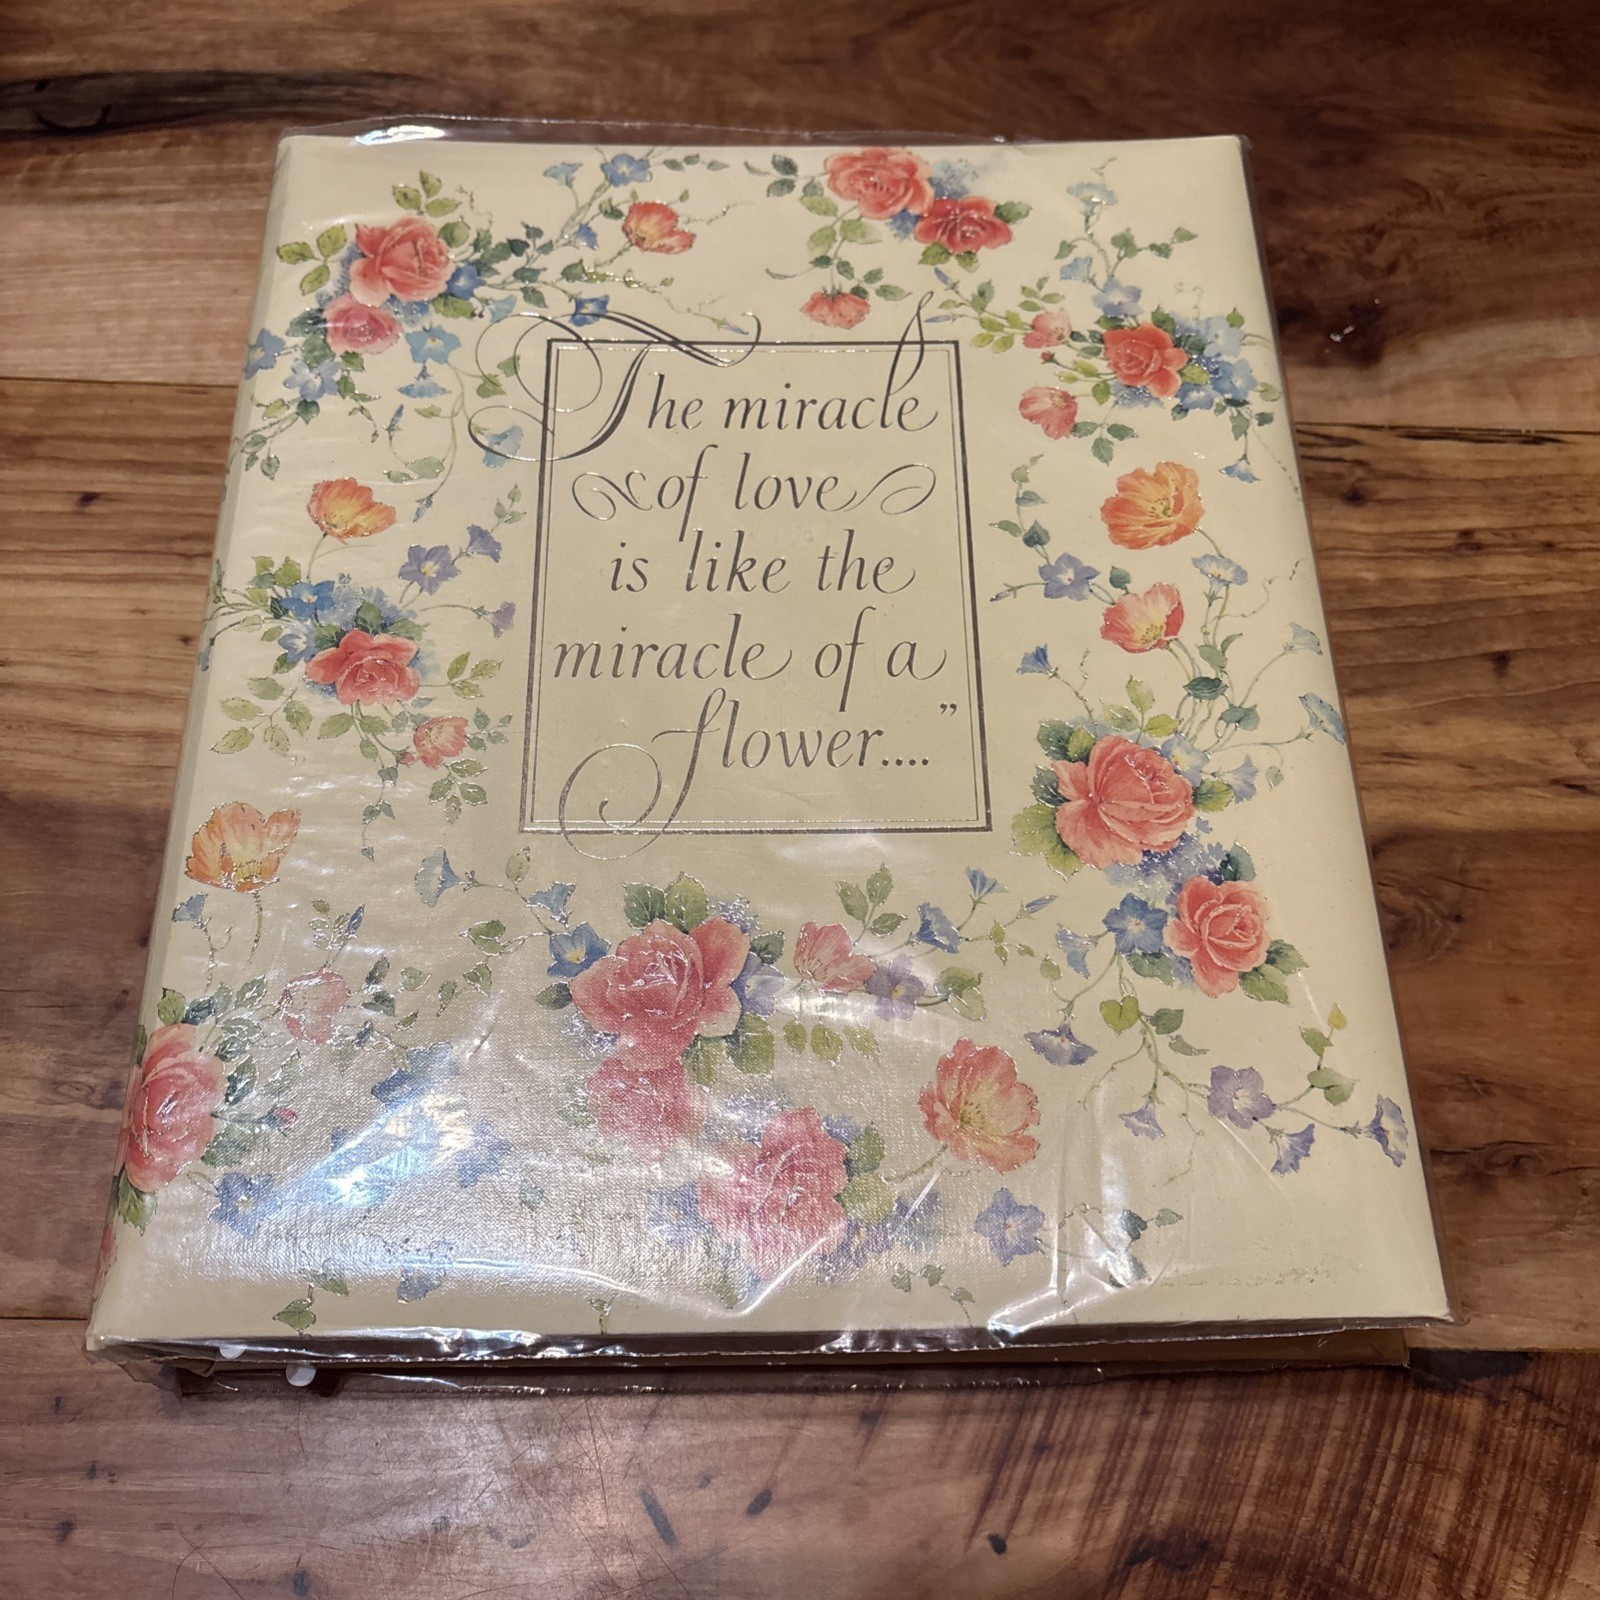 The miracle
of love
is like the
miracle of a
flower....”